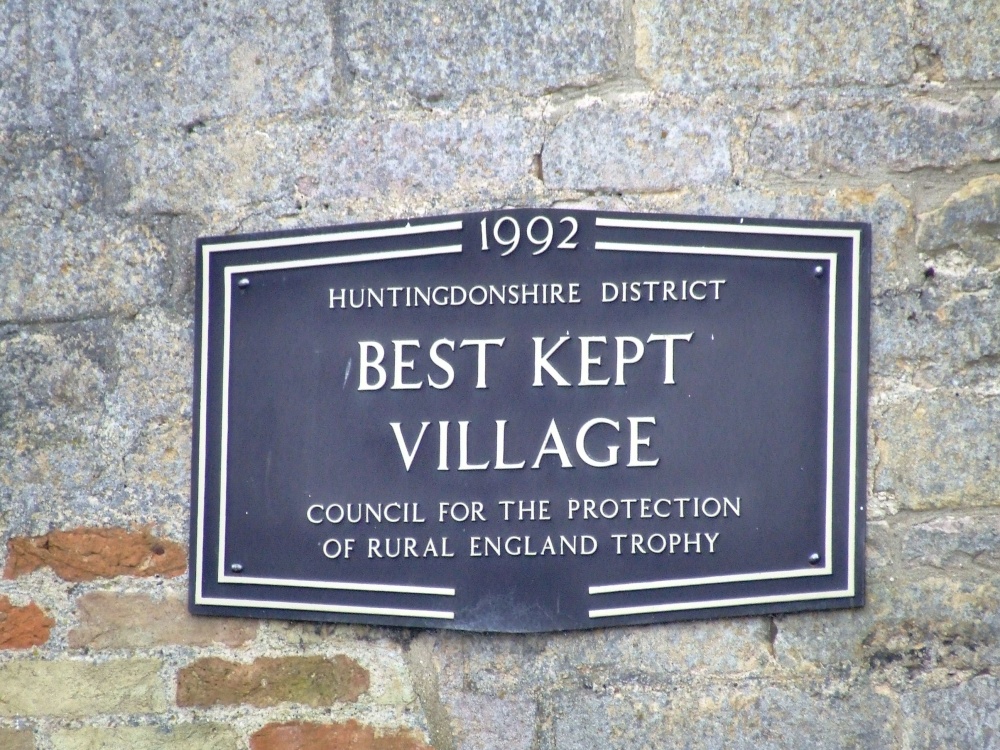 1992
HUNTINGDONSHIRE DISTRICT
BEST KEPT
VILLAGE
COUNCIL FOR THE PROTECTION
OF RURAL ENGLAND TROPHY